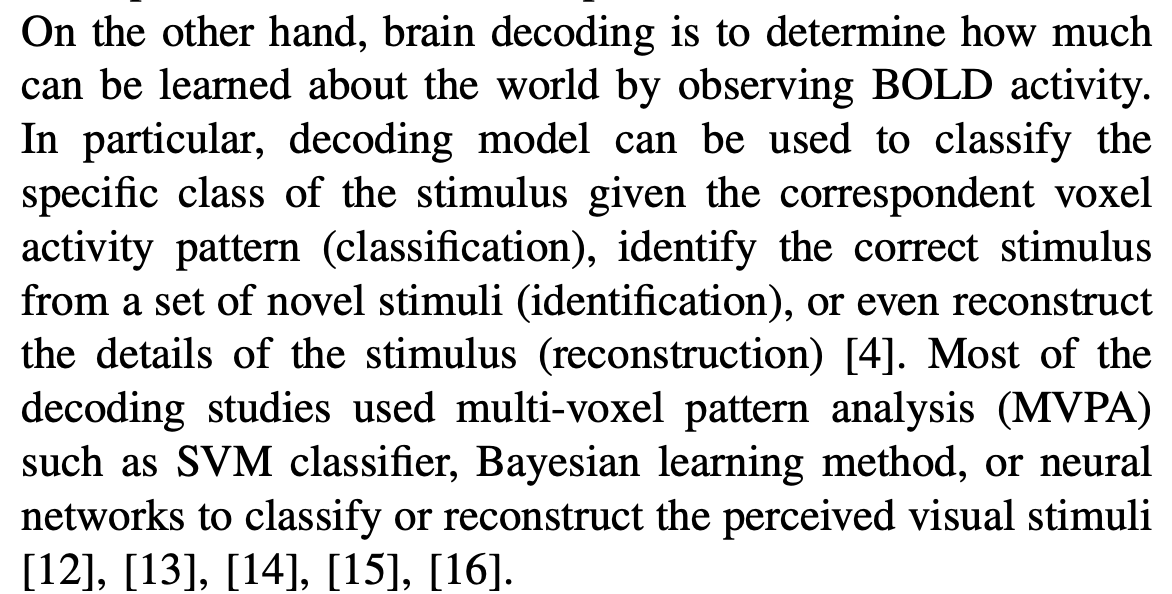 On the other hand, brain decoding is to determine how much
can be learned about the world by observing BOLD activity.
In particular, decoding model can be used to classify the
specific class of the stimulus given the correspondent voxel
activity pattern (classification), identify the correct stimulus
from a set of novel stimuli (identification), or even reconstruct
the details of the stimulus (reconstruction) [4]. Most of the
decoding studies used multi-voxel pattern analysis (MVPA)
such as SVM classifier, Bayesian learning method, or neural
networks to classify or reconstruct the perceived visual stimuli
[12], [13], [14], [15], [16].